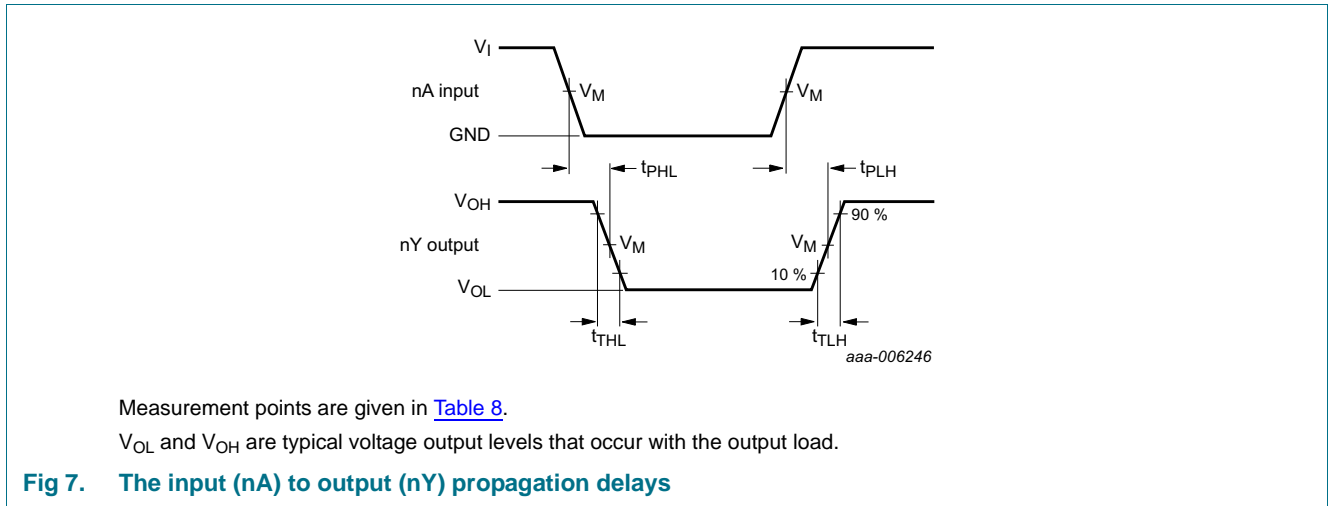 VI
nA input
VM
VM
GND
tPHL
tPLH
VOH
90 %
nY output
VM
VM
10 %
VOL
tTHL
tTLH
aaa-006246
Measurement points are given in Table 8.
VOL and VOH are typical voltage output levels that occur with the output load.
Fig 7. The input (nA) to output (nY) propagation delays